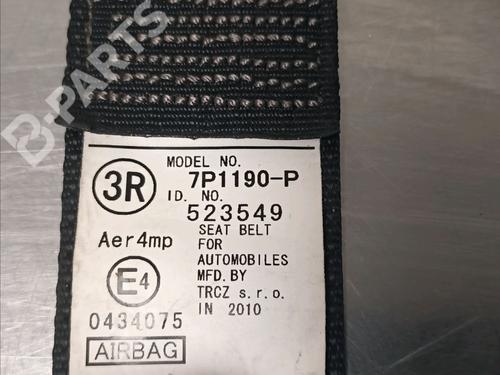 B-PARTS
MODEL NO.
3R 7P1190-P
ID. NO.
523549
Aer4mp SEAT BELT
FOR
AUTOMOBILES
E4 MFD. BY
TRCZ s.r.o.
0434075 IN 2010
AIRBAG